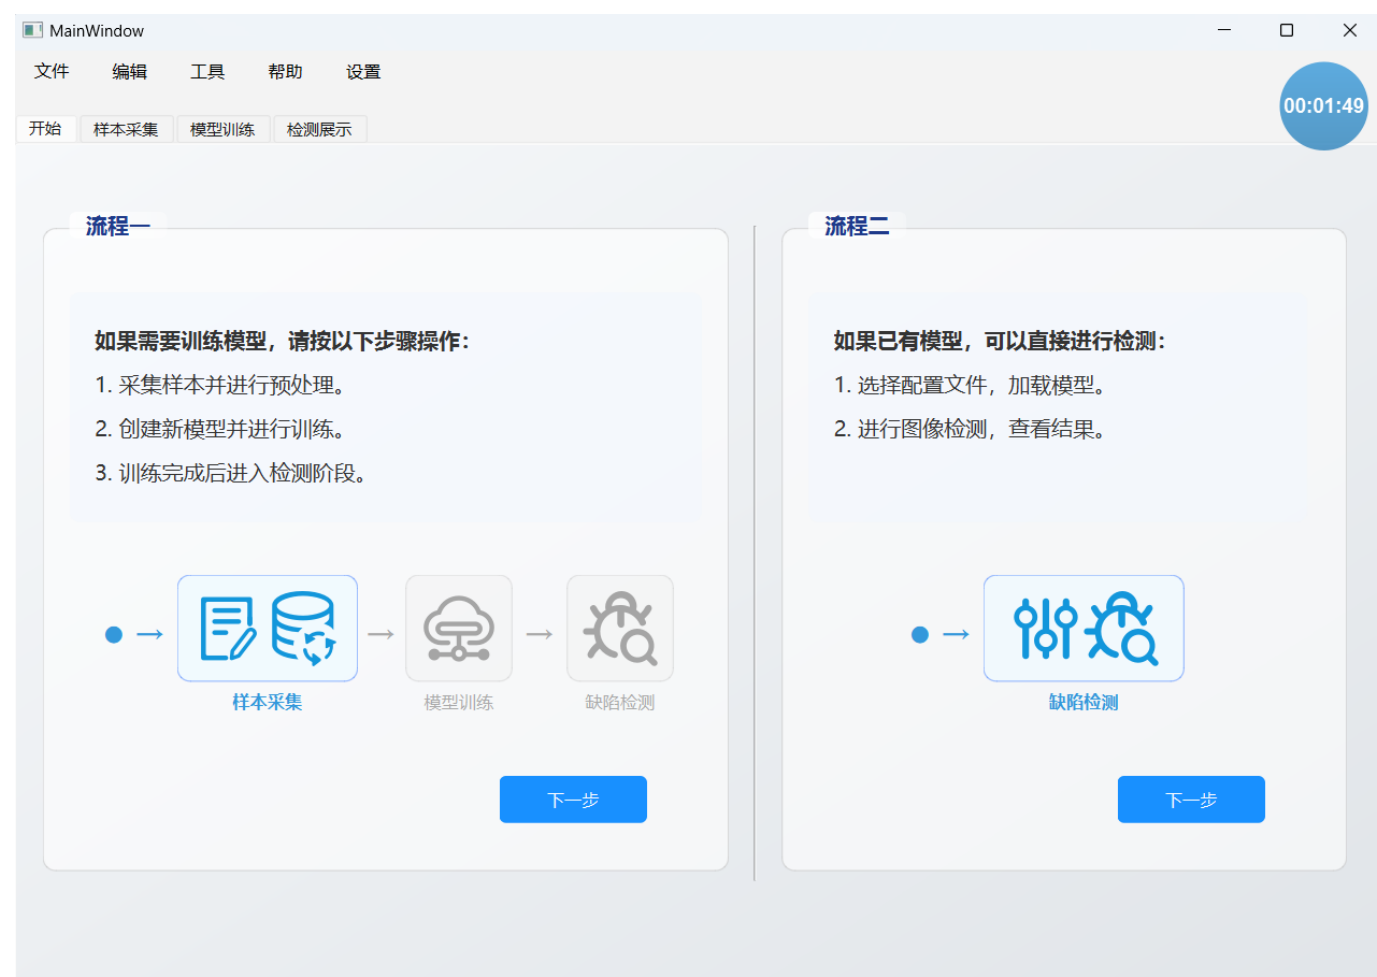 MainWindow
文件 编辑 工具 帮助 设置
00:01:49
开始 样本采集 模型训练 检测展示
流程一
如果需要训练模型，请按以下步骤操作：
1. 采集样本并进行预处理。
2. 创建新模型并进行训练。
3. 训练完成后进入检测阶段。
样本采集 模型训练 缺陷检测
下一步
流程二
如果已有模型，可以直接进行检测：
1. 选择配置文件，加载模型。
2. 进行图像检测，查看结果。
缺陷检测
下一步